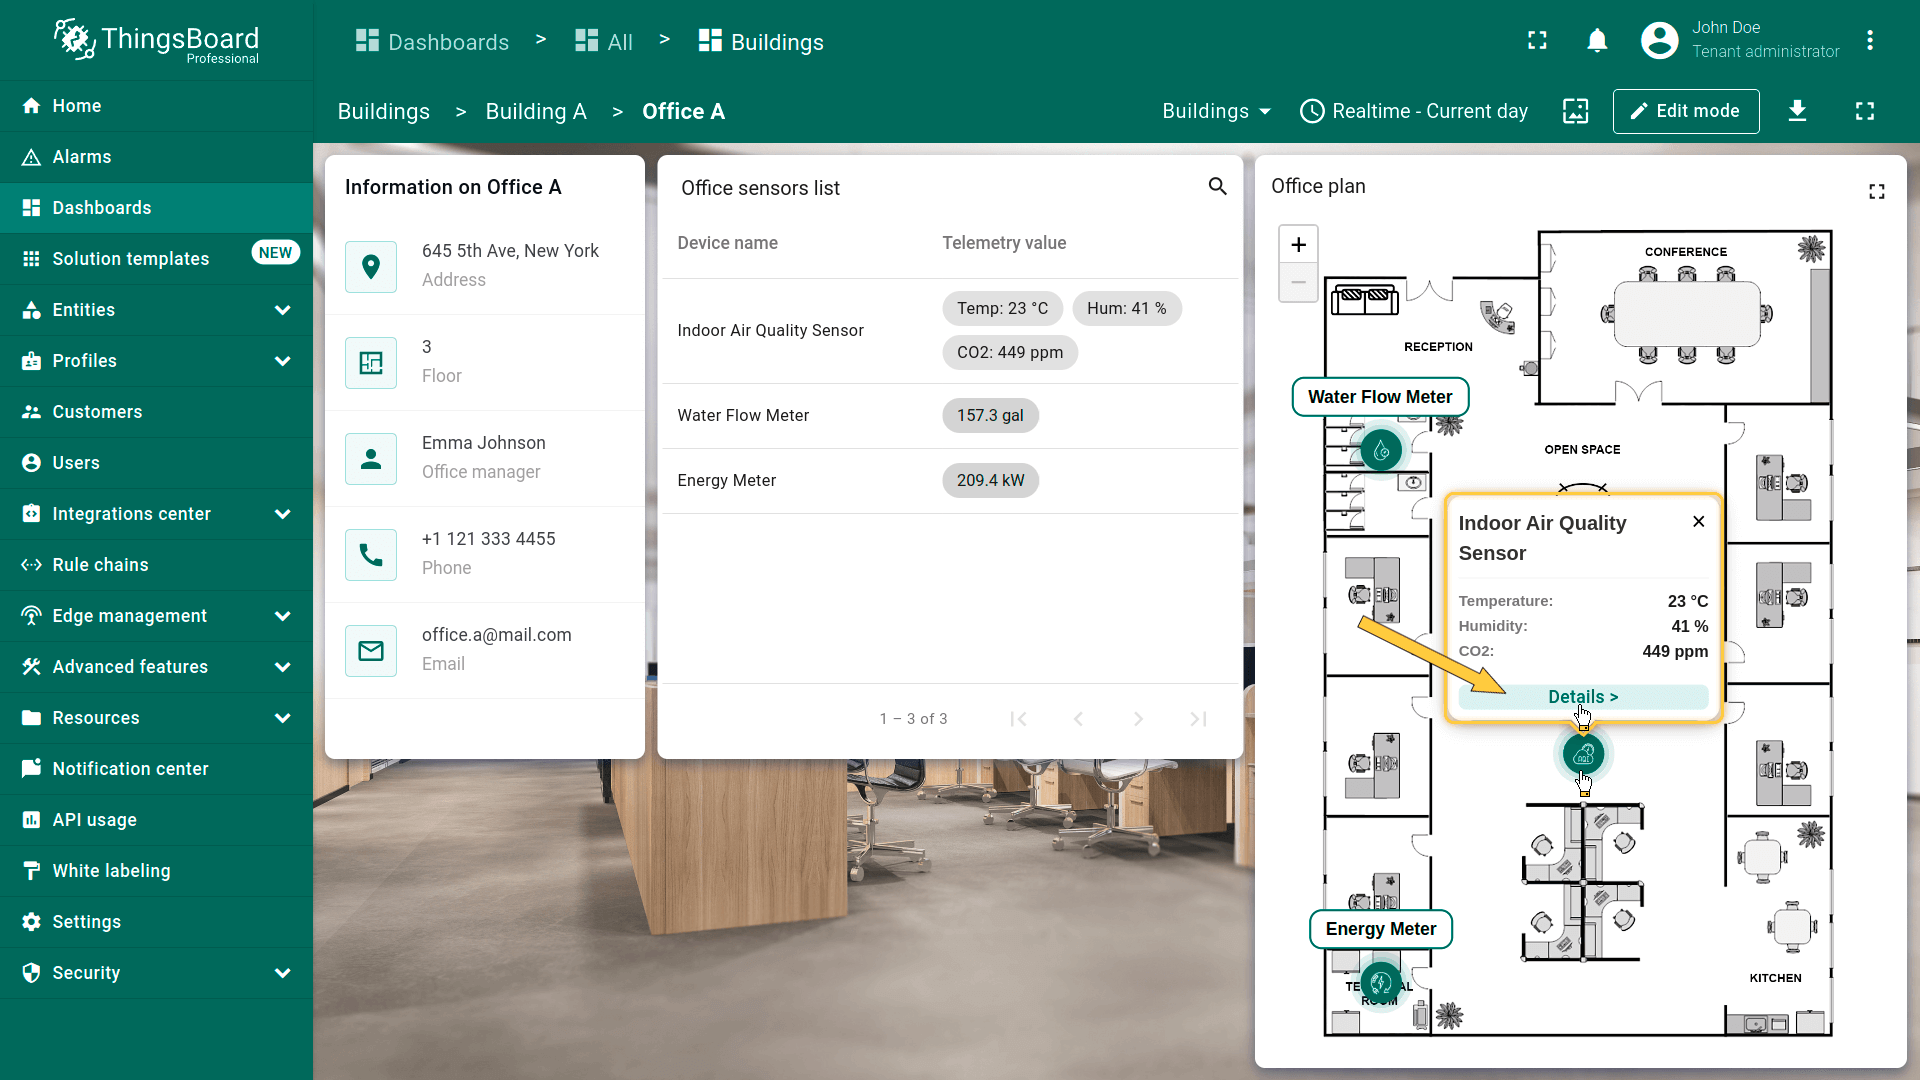 ThingsBoard
Professional
Dashboards > All > Buildings
John Doe
Tenant administrator
Home
Alarms
Dashboards
Solution templates NEW
Entities
Profiles
Customers
Users
Integrations center
Rule chains
Edge management
Advanced features
Resources
Notification center
API usage
White labeling
Settings
Security
Buildings > Building A > Office A
Buildings
Realtime - Current day
Edit mode
Information on Office A
645 5th Ave, New York
Address
3
Floor
Emma Johnson
Office manager
+1 121 333 4455
Phone
office.a@mail.com
Email
Office sensors list
Device name Telemetry value
Indoor Air Quality Sensor
Temp: 23 °C Hum: 41 %
CO2: 449 ppm
Water Flow Meter 157.3 gal
Energy Meter 209.4 kW
1 – 3 of 3
Office plan
+
−
CONFERENCE
RECEPTION
Water Flow Meter
OPEN SPACE
Indoor Air Quality
Sensor
Temperature: 23 °C
Humidity: 41 %
CO2: 449 ppm
Details >
Energy Meter
KITCHEN
ROOM